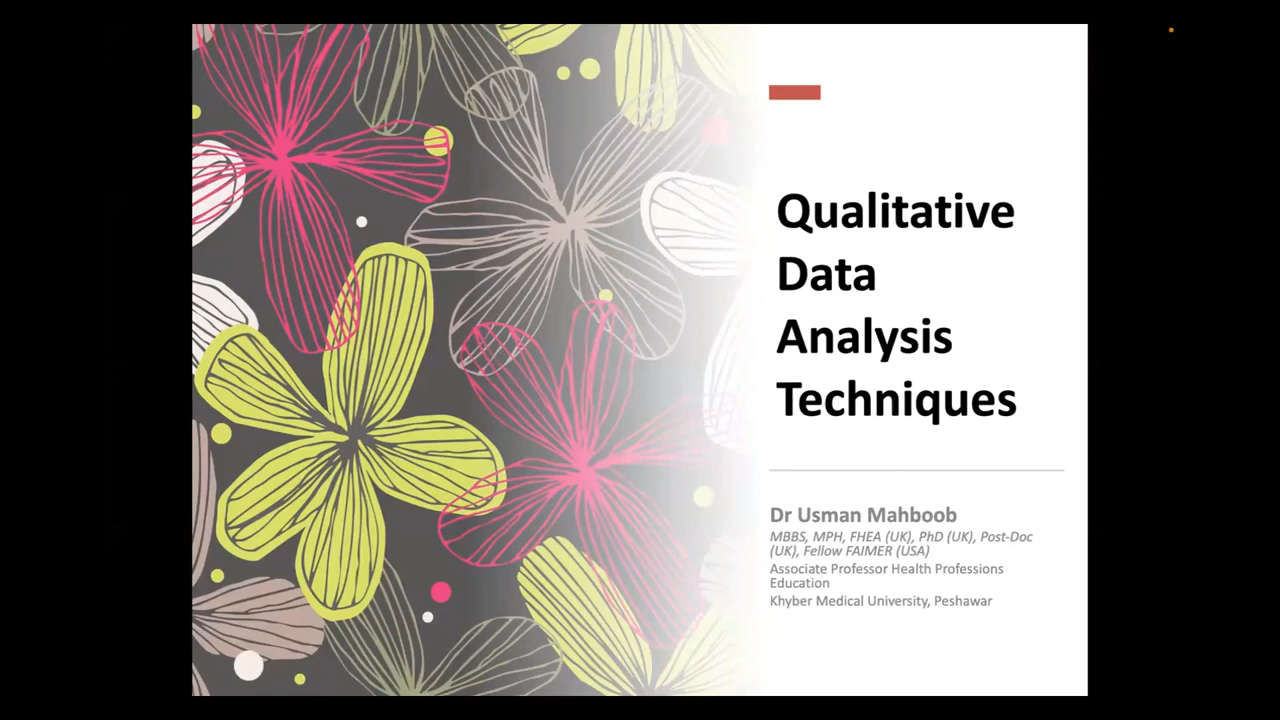 Qualitative
Data
Analysis
Techniques
Dr Usman Mahboob
MBBS, MPH, FHEA (UK), PhD (UK), Post-Doc
(UK), Fellow FAIMER (USA)
Associate Professor Health Professions
Education
Khyber Medical University, Peshawar